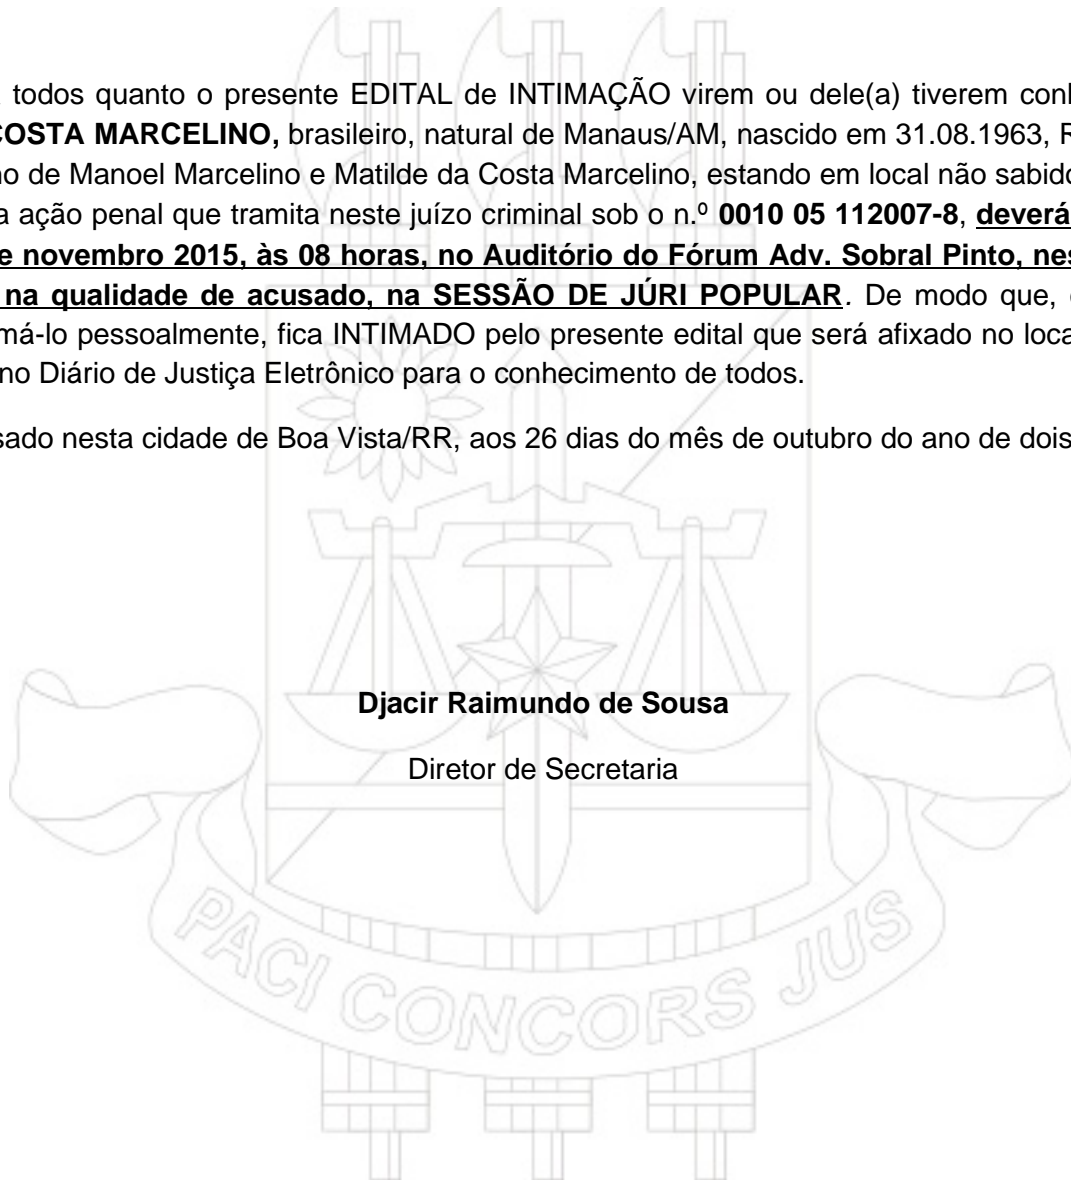 todos quanto o presente EDITAL de INTIMAÇÃO virem ou dele(a) tiverem
COSTA MARCELINO, brasileiro, natural de Manaus/AM, nascido em 31.08.1963,
de Manoel Marcelino e Matilde da Costa Marcelino, estando em local não sabido
a ação penal que tramita neste juízo criminal sob o n.º 0010 05 112007-8, deverá
e novembro 2015, às 08 horas, no Auditório do Fórum Adv. Sobral Pinto,
na qualidade de acusado, na SESSÃO DE JÚRI POPULAR. De modo que,
má-lo pessoalmente, fica INTIMADO pelo presente edital que será afixado no
no Diário de Justiça Eletrônico para o conhecimento de todos.
sado nesta cidade de Boa Vista/RR, aos 26 dias do mês de outubro do ano de dois
Djacir Raimundo de Sousa
Diretor de Secretaria
PACI CONCORS JUS